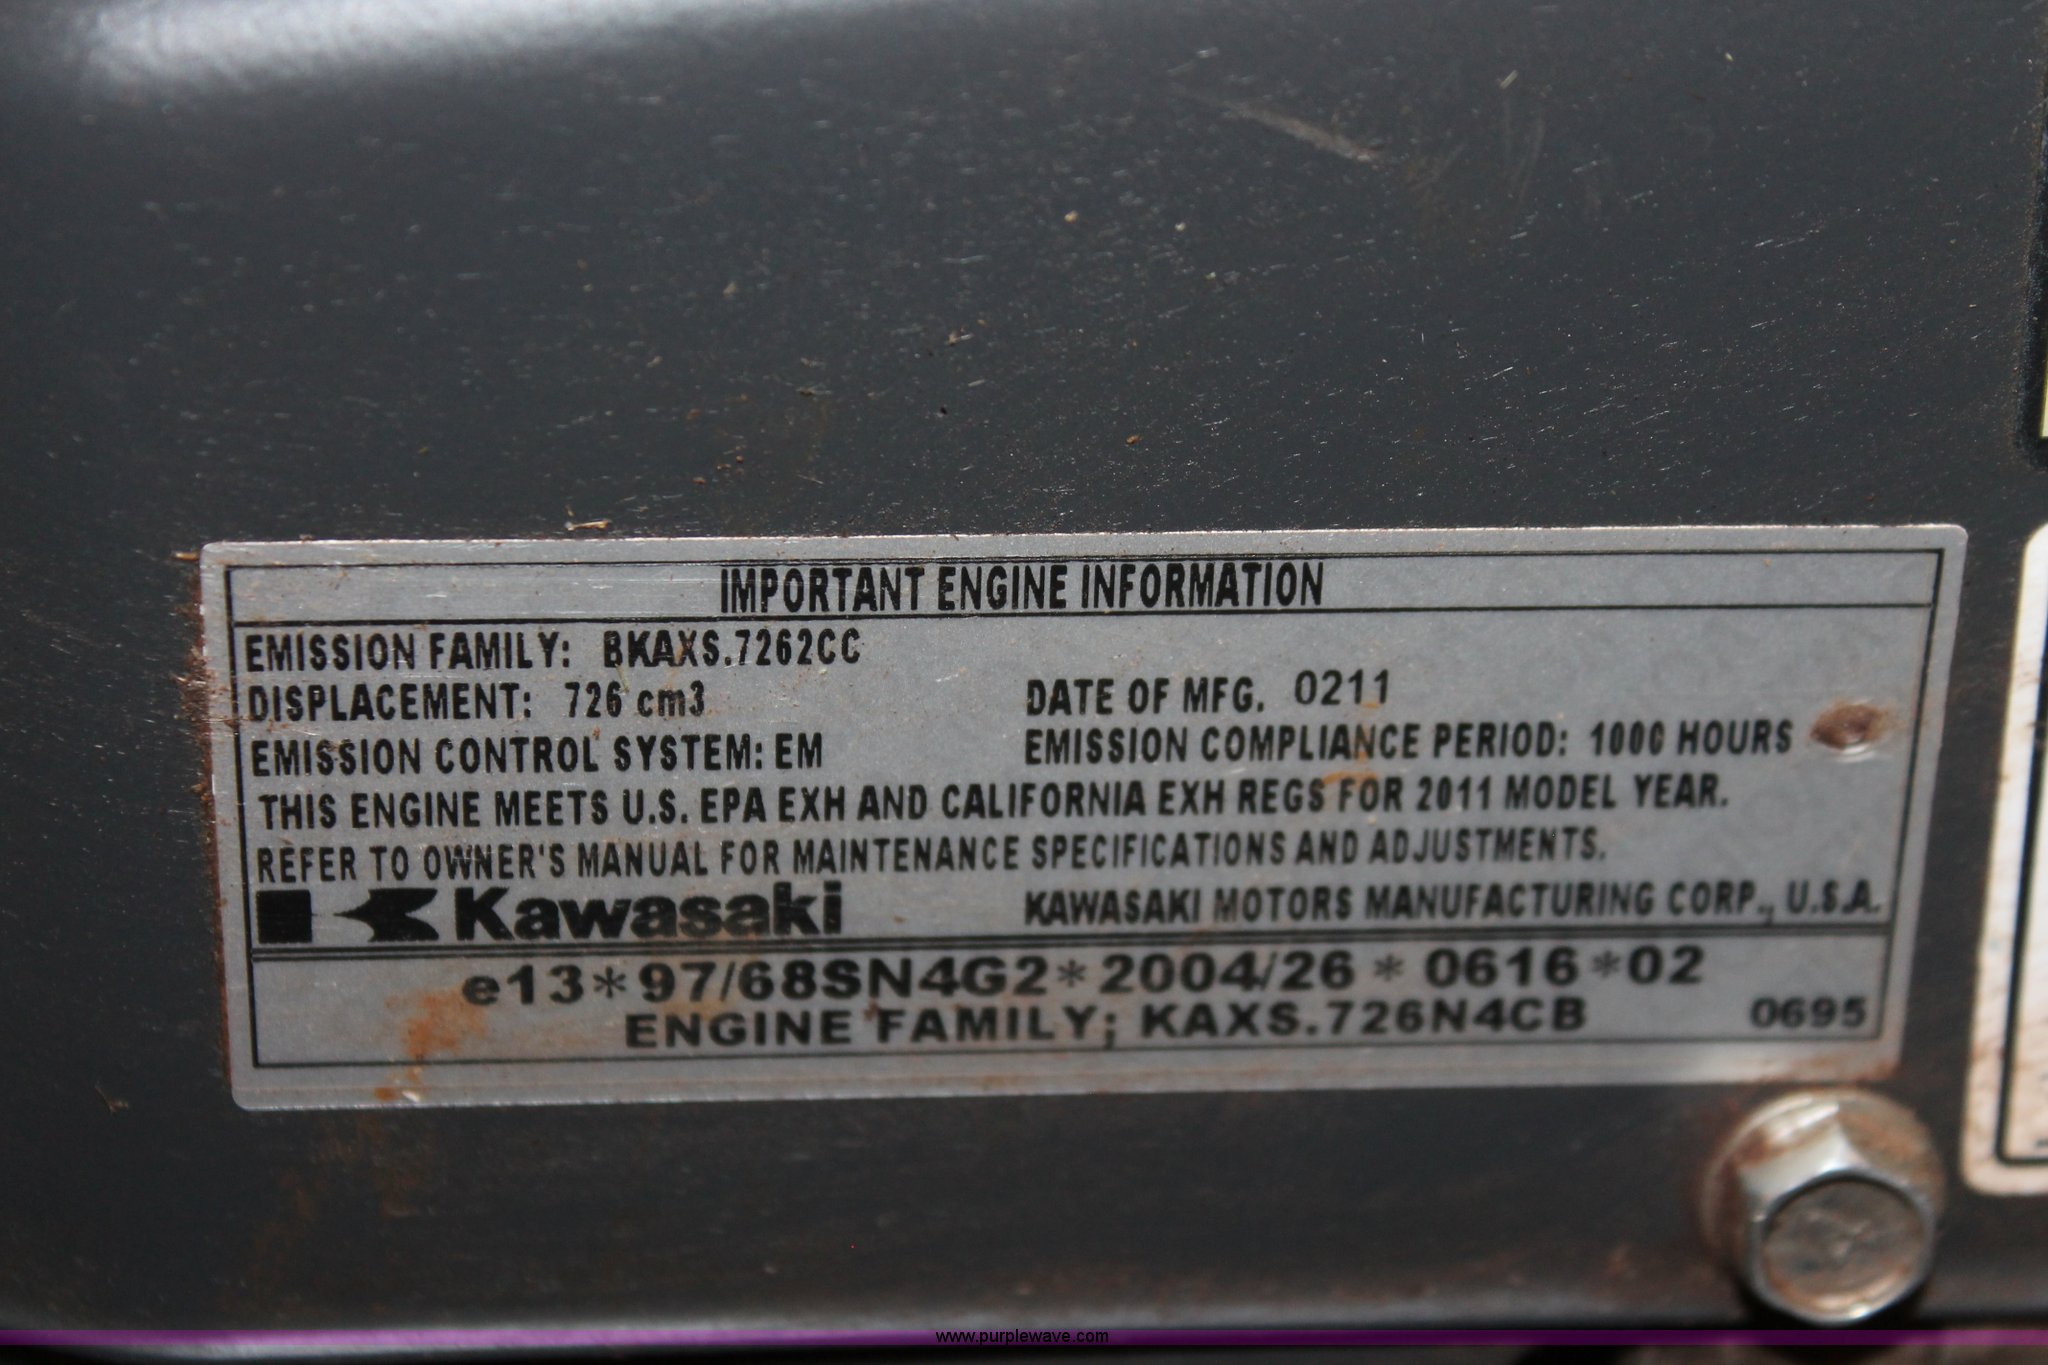 IMPORTANT ENGINE INFORMATION
EMISSION FAMILY: BKAXS.7262CC
DISPLACEMENT: 726 cm3
DATE OF MFG. 0211
EMISSION CONTROL SYSTEM: EM
EMISSION COMPLIANCE PERIOD: 1000 HOURS
THIS ENGINE MEETS U.S. EPA EXH AND CALIFORNIA EXH REGS FOR 2011 MODEL YEAR.
REFER TO OWNER'S MANUAL FOR MAINTENANCE SPECIFICATIONS AND ADJUSTMENTS.
Kawasaki
KAWASAKI MOTORS MANUFACTURING CORP., U.S.A.
e13*97/68SN4G2*2004/26*0616*02
ENGINE FAMILY; KAXS.726N4CB
0695
www.purplewave.com